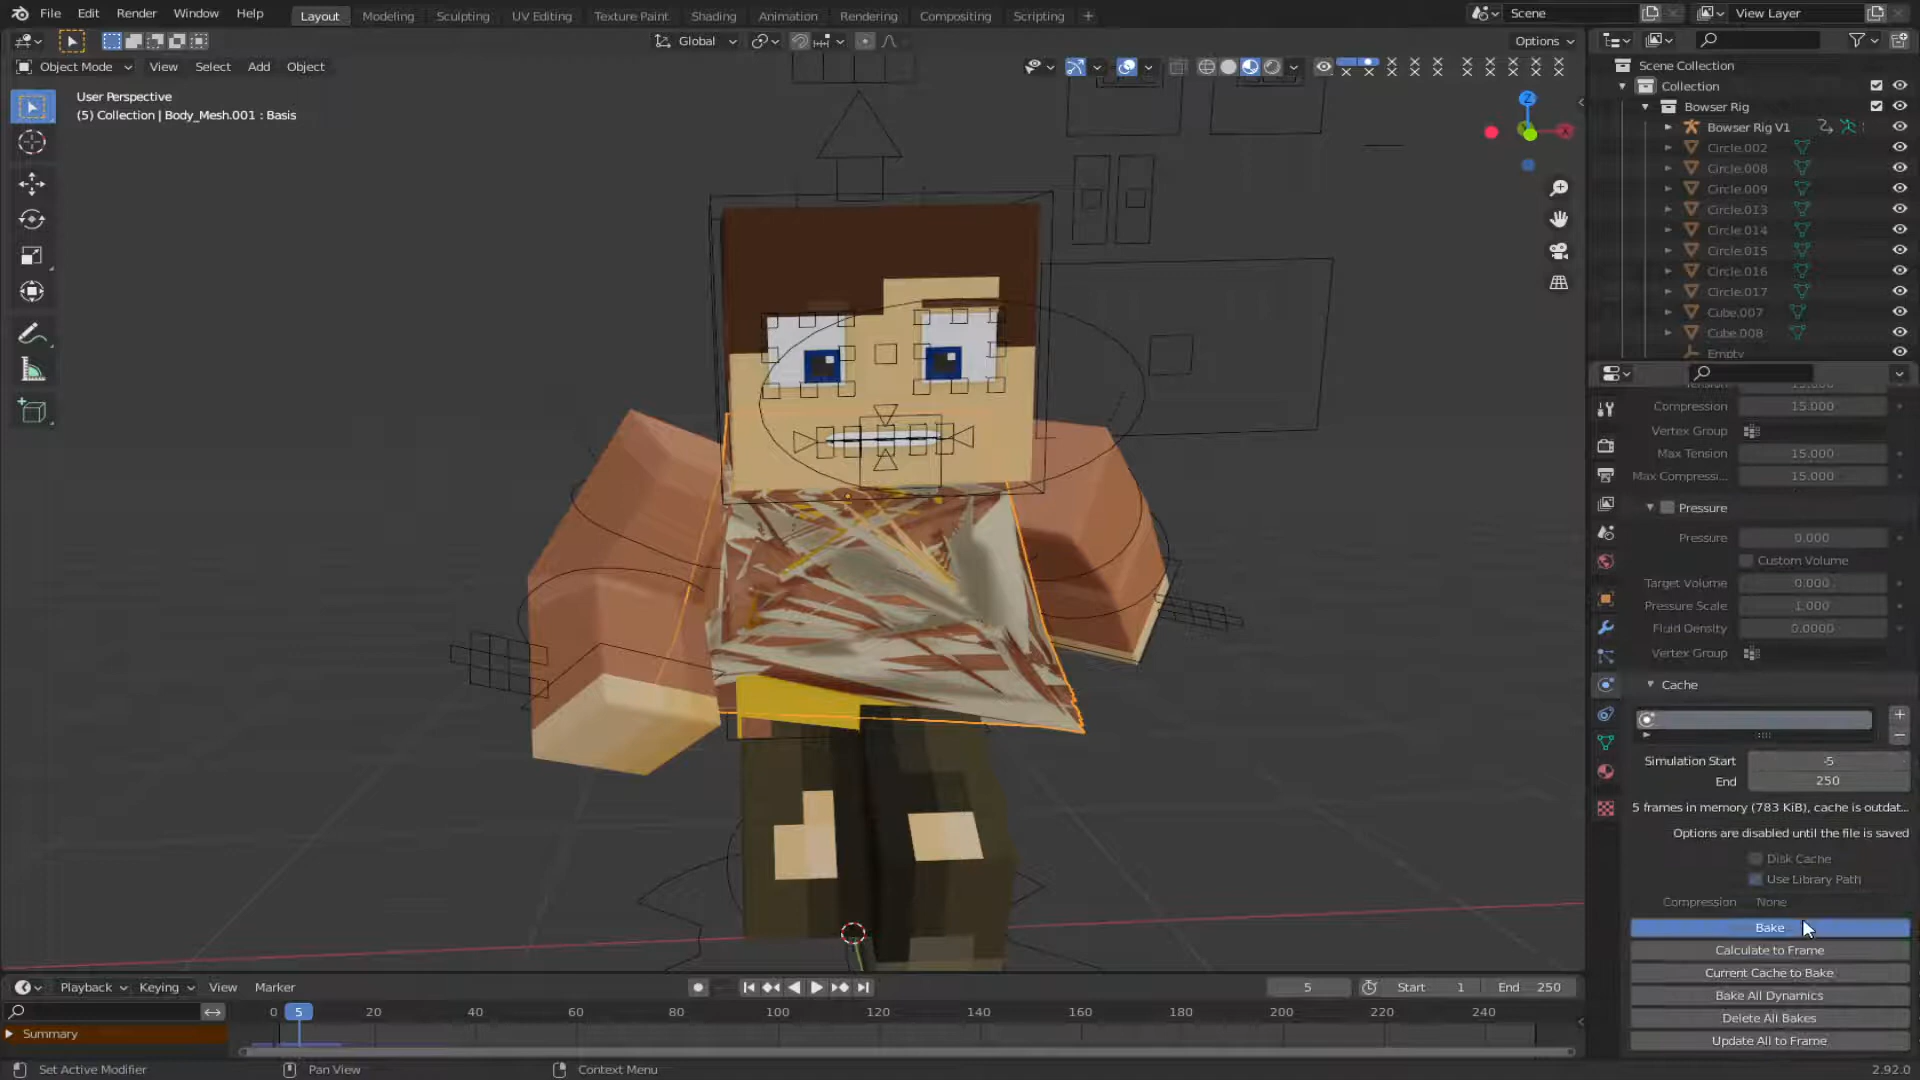 File Edit Render Window Help Layout Modeling Sculpting UV Editing Texture Paint Shading Animation Rendering Compositing Scripting + Scene View Layer
Global Options
Object Mode View Select Add Object
User Perspective
(5) Collection | Body_Mesh.001 : Basis
Z
Scene Collection
Collection
Bowser Rig
Bowser Rig V1
Circle.002
Circle.008
Circle.009
Circle.013
Circle.014
Circle.015
Circle.016
Circle.017
Cube.007
Cube.008
Empty
Tension 15.000
Compression 15.000
Vertex Group
Max Tension 15.000
Max Compressi... 15.000
Pressure
Pressure 0.000
Custom Volume
Target Volume 0.000
Pressure Scale 1.000
Fluid Density 0.0000
Vertex Group
Cache
Simulation Start -5
End 250
5 frames in memory (783 KiB), cache is outdat...
Options are disabled until the file is saved
Disk Cache
Use Library Path
Compression None
Bake
Calculate to Frame
Current Cache to Bake
Bake All Dynamics
Delete All Bakes
Update All to Frame
Playback Keying View Marker 5 Start 1 End 250
0 5 20 40 60 80 100 120 140 160 180 200 220 240
Summary
Set Active Modifier Pan View Context Menu 2.92.0